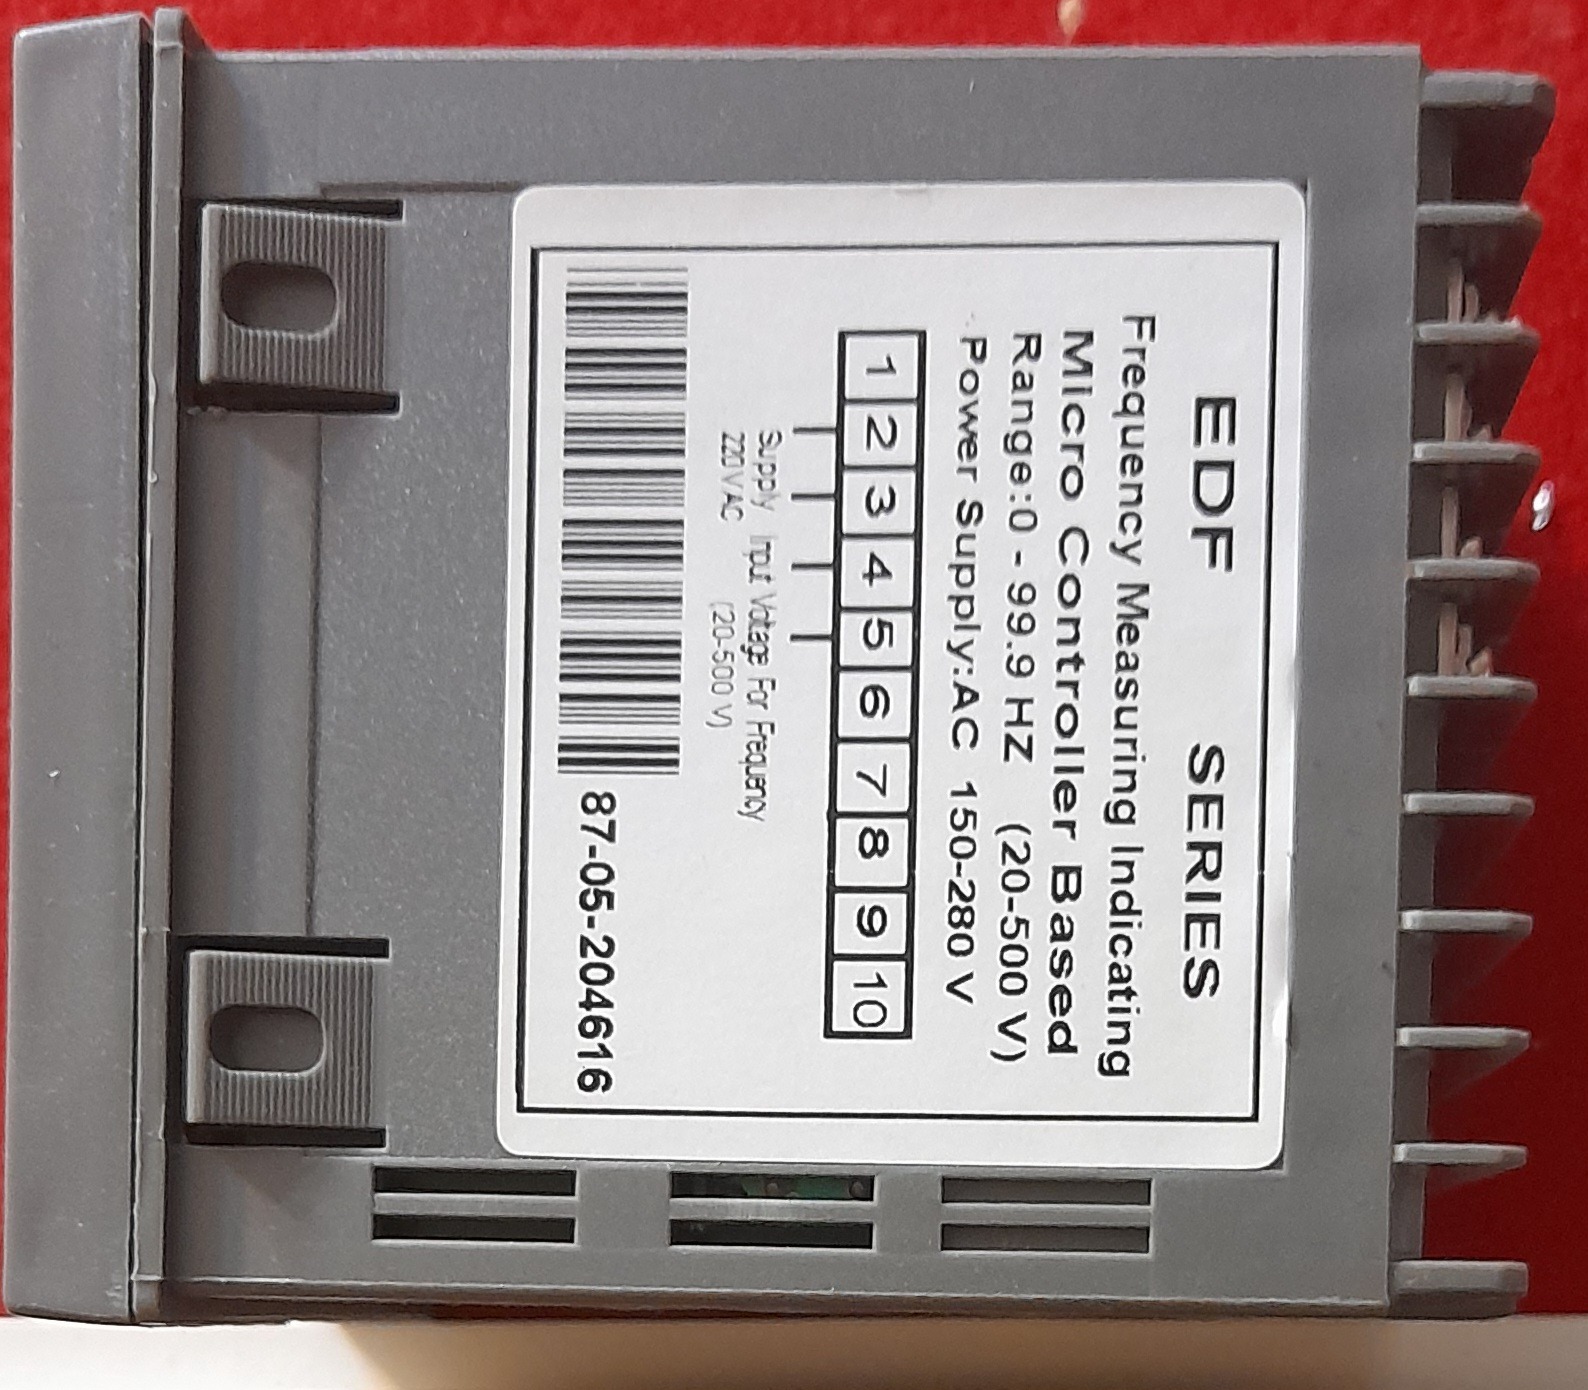 EDF SERIES
Frequency Measuring Indicating
Micro Controller Based
Range:0 - 99.9 HZ (20-500 V)
Power Supply:AC 150-280 V
1 2 3 4 5 6 7 8 9 10
Supply Input Voltage For Frequency
220 V AC (20-500 V)
87-05-204616